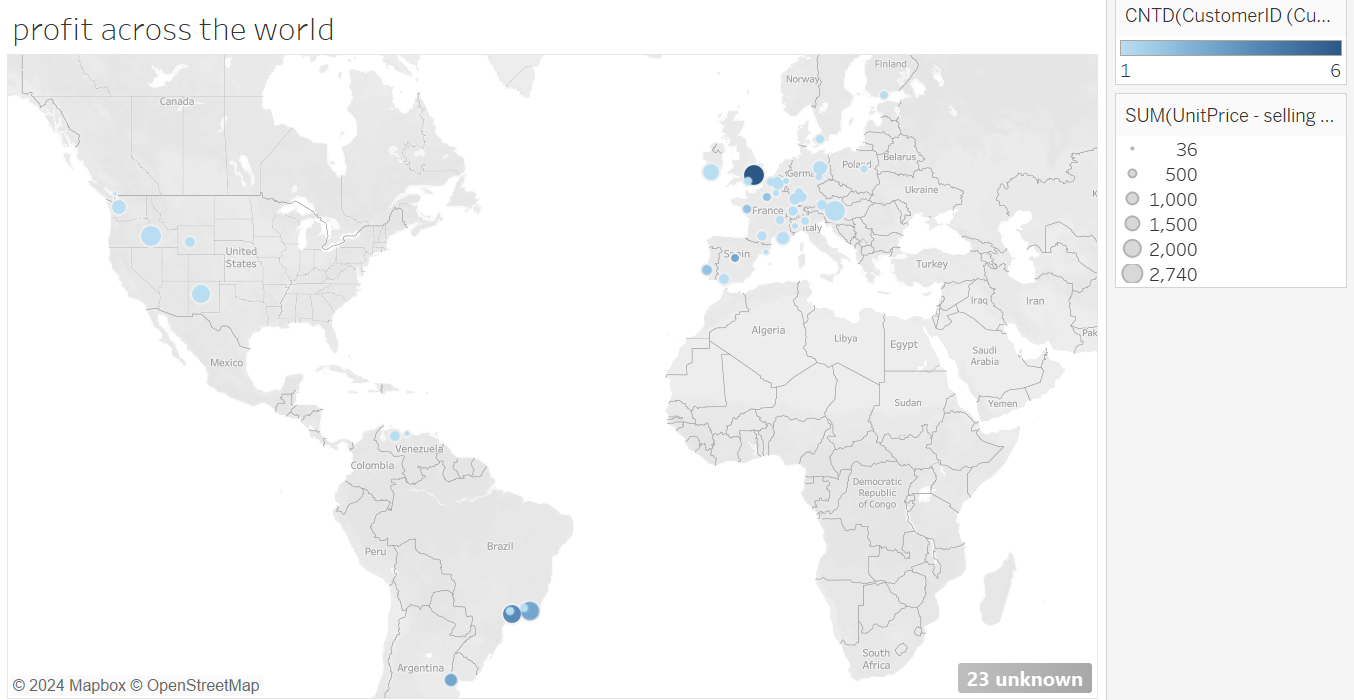 profit across the world
CNTD(CustomerID (Cu...
1
6
SUM(UnitPrice - selling ...
36
500
1,000
1,500
2,000
2,740
Canada
United
States
Mexico
Venezuela
Colombia
Peru
Brazil
Argentina
Finland
Norway
Belarus
Poland
Ukraine
France
Italy
Spain
Turkey
Iraq
Iran
Algeria
Libya
Egypt
Saudi
Arabia
Sudan
Yemen
Democratic
Republic
of Congo
South
Africa
© 2024 Mapbox © OpenStreetMap
23 unknown